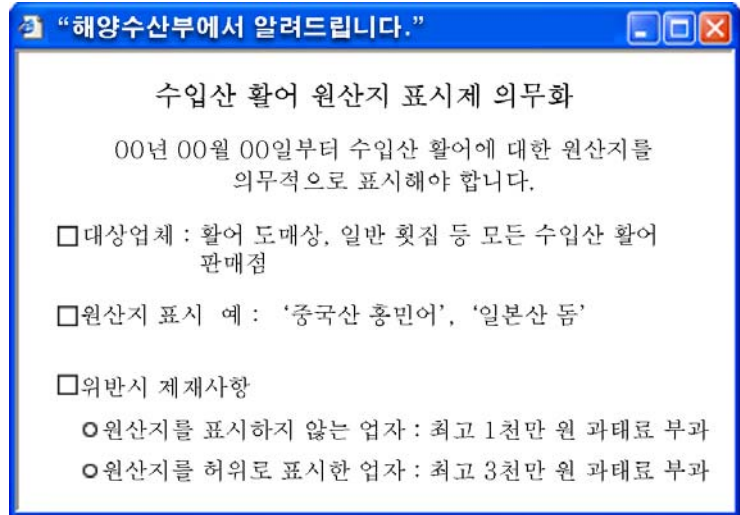 “해양수산부에서 알려드립니다.”
수입산 활어 원산지 표시제 의무화
00년 00월 00일부터 수입산 활어에 대한 원산지를
의무적으로 표시해야 합니다.
□대상업체 : 활어 도매상, 일반 횟집 등 모든 수입산 활어
판매점
□원산지 표시 예 : ‘중국산 홍민어’, ‘일본산 돔’
□위반시 제재사항
○원산지를 표시하지 않는 업자 : 최고 1천만 원 과태료 부과
○원산지를 허위로 표시한 업자 : 최고 3천만 원 과태료 부과